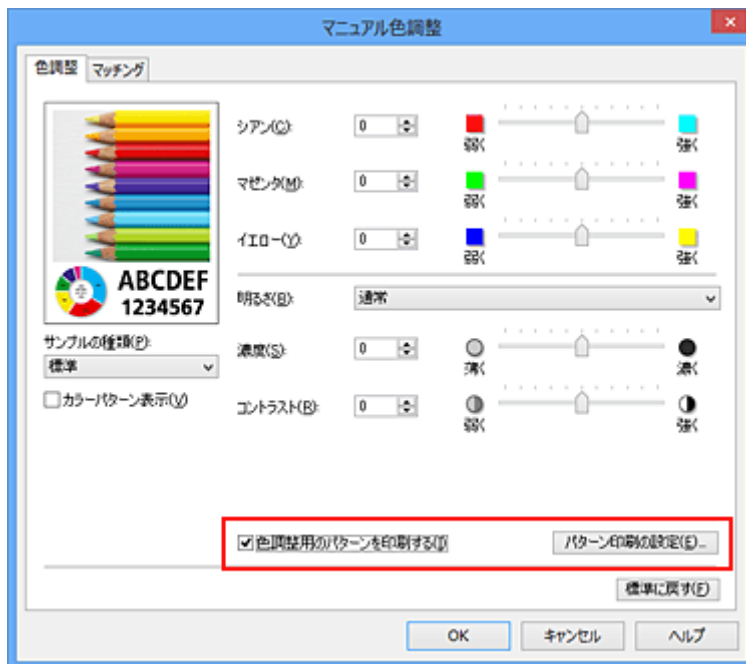 マニュアル色調整
色調整 マッチング
シアン(C): 0 弱く 強く
マゼンタ(M): 0 弱く 強く
イエロー(Y): 0 弱く 強く
ABCDEF
1234567
明るさ(B): 通常
サンプルの種類(P):
標準
濃度(S): 0 薄く 濃く
カラーパターン表示(V)
コントラスト(R): 0 弱く 強く
色調整用のパターンを印刷する(I) パターン印刷の設定(E)...
標準に戻す(F)
OK キャンセル ヘルプ